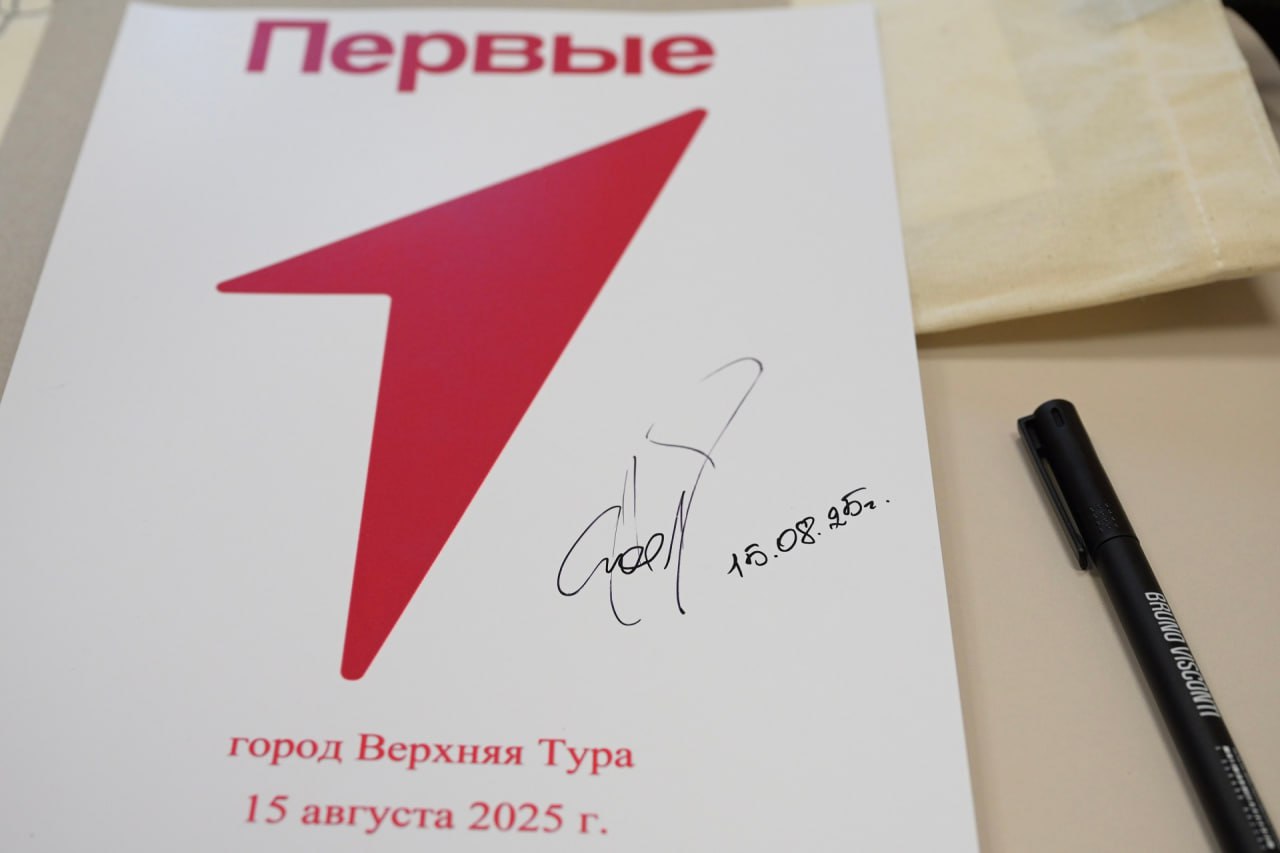 Первые
15.08.25г.
город Верхняя Тура
15 августа 2025 г.
BRUNO VISCONTI